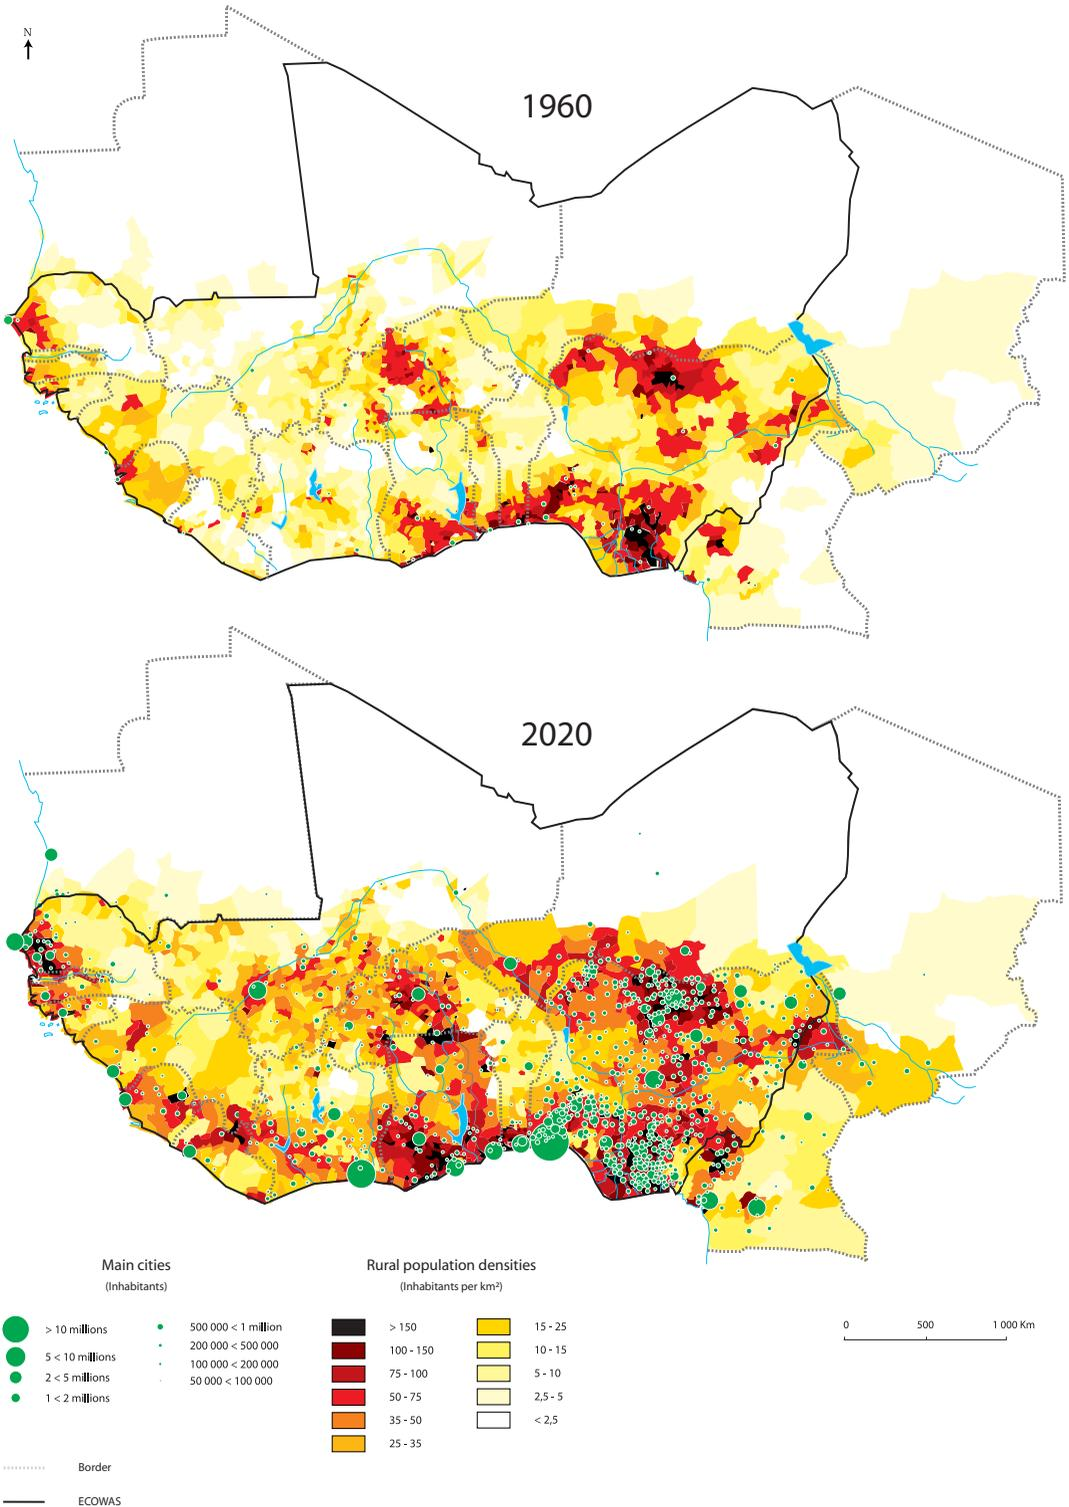 N
1960
2020
Main cities
(Inhabitants)
> 10 millions
5 < 10 millions
2 < 5 millions
1 < 2 millions
500 000 < 1 million
200 000 < 500 000
100 000 < 200 000
50 000 < 100 000
Rural population densities
(Inhabitants per km²)
> 150
100 - 150
75 - 100
50 - 75
35 - 50
25 - 35
15 - 25
10 - 15
5 - 10
2,5 - 5
< 2,5
0 500 1 000 Km
Border
ECOWAS